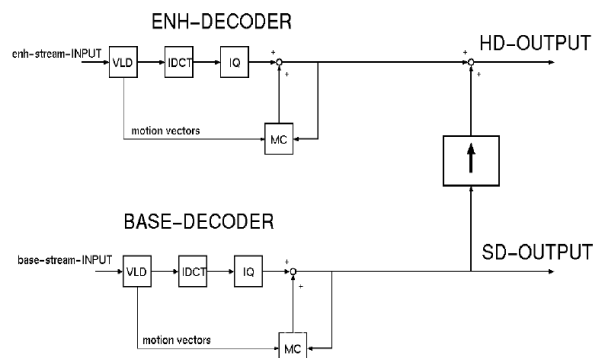 ENH-DECODER
HD-OUTPUT
enh-stream-INPUT
VLD
IDCT
IQ
+
+
+
+
motion vectors
MC
BASE-DECODER
SD-OUTPUT
base-stream-INPUT
VLD
IDCT
IQ
+
+
motion vectors
MC